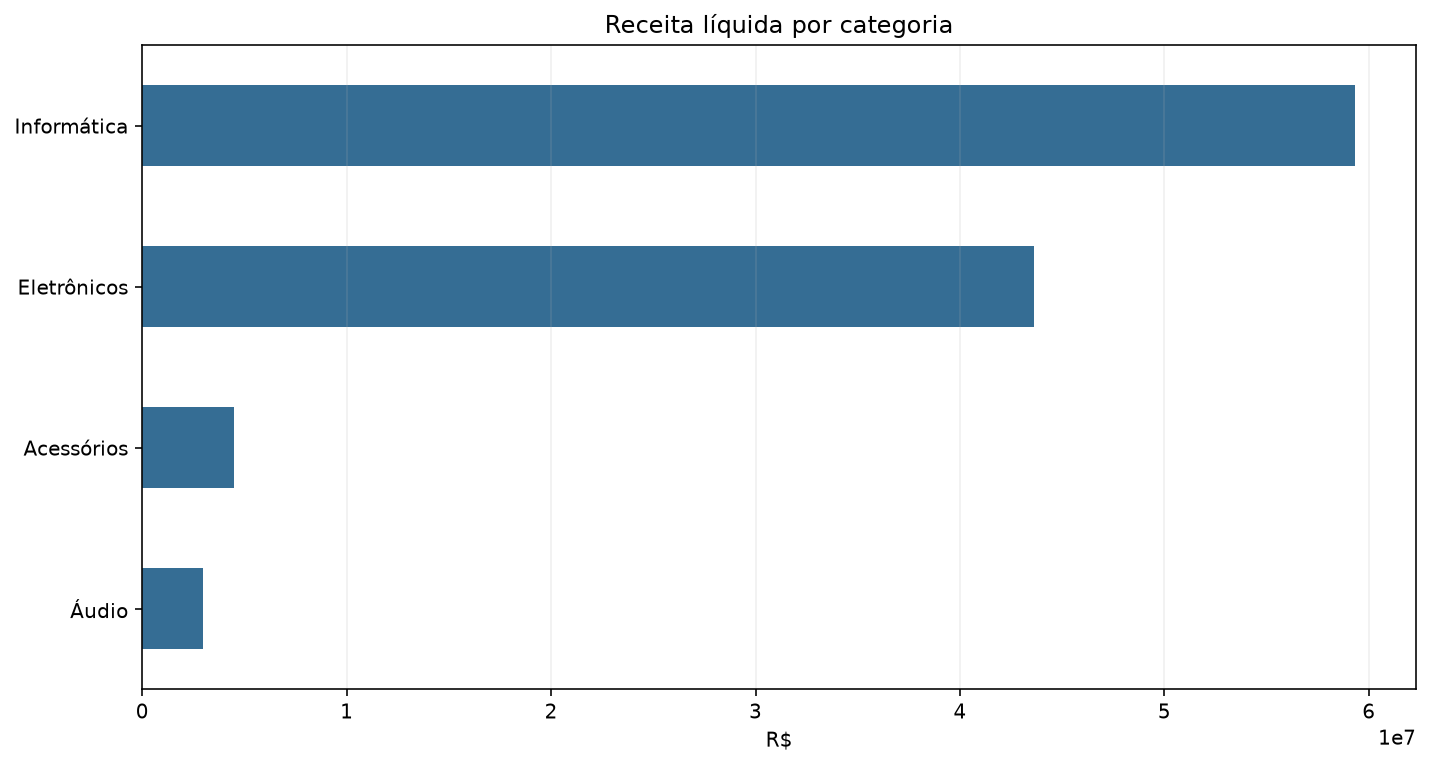 Receita líquida por categoria
Informática
Eletrônicos
Acessórios
Áudio
0 1 2 3 4 5 6
1e7
R$